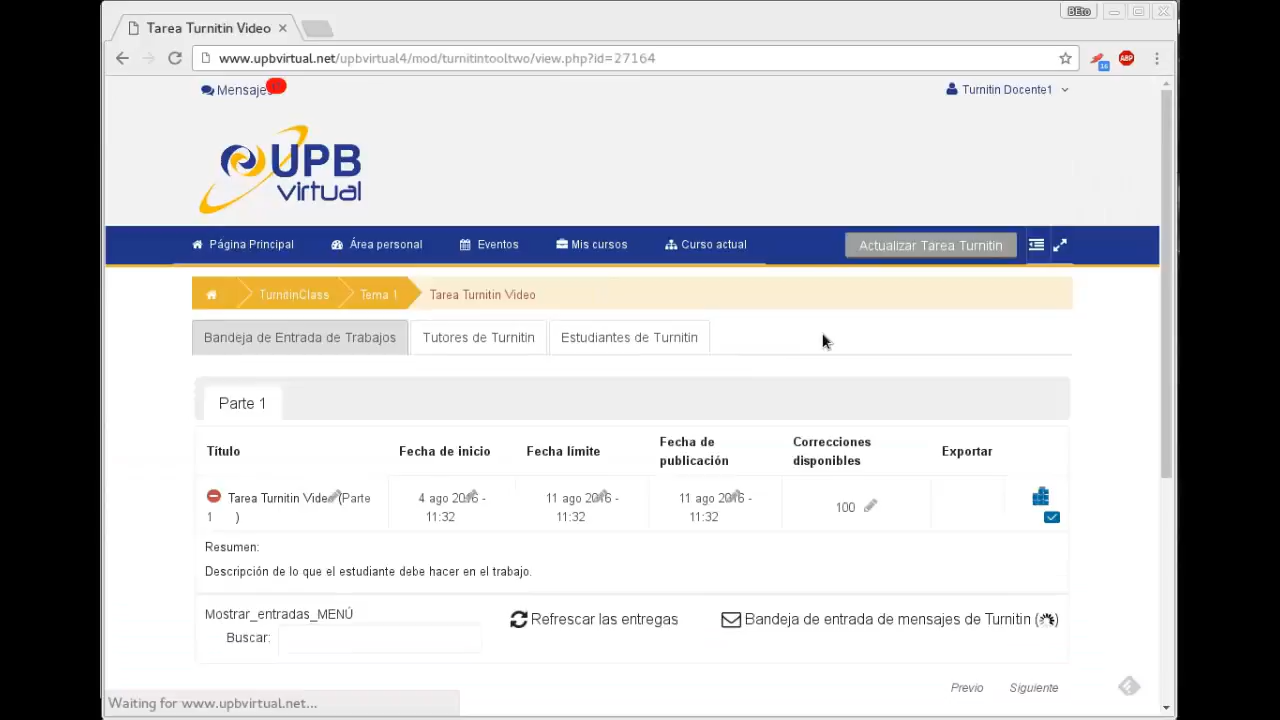 BEto
Tarea Turnitin Video
www.upbvirtual.net/upbvirtual4/mod/turnitintooltwo/view.php?id=27164
ABP
Mensajes
Turnitin Docente1
UPB
virtual
Página Principal
Área personal
Eventos
Mis cursos
Curso actual
Actualizar Tarea Turnitin
TurnitinClass
Tema 1
Tarea Turnitin Video
Bandeja de Entrada de Trabajos
Tutores de Turnitin
Estudiantes de Turnitin
Parte 1
Título
Fecha de inicio
Fecha límite
Fecha de
publicación
Correcciones
disponibles
Exportar
Tarea Turnitin Video (Parte
1 )
4 ago 2016 -
11:32
11 ago 2016 -
11:32
11 ago 2016 -
11:32
100
Resumen:
Descripción de lo que el estudiante debe hacer en el trabajo.
Mostrar_entradas_MENÚ
Buscar:
Refrescar las entregas
Bandeja de entrada de mensajes de Turnitin ( )
Previo
Siguiente
Waiting for www.upbvirtual.net...